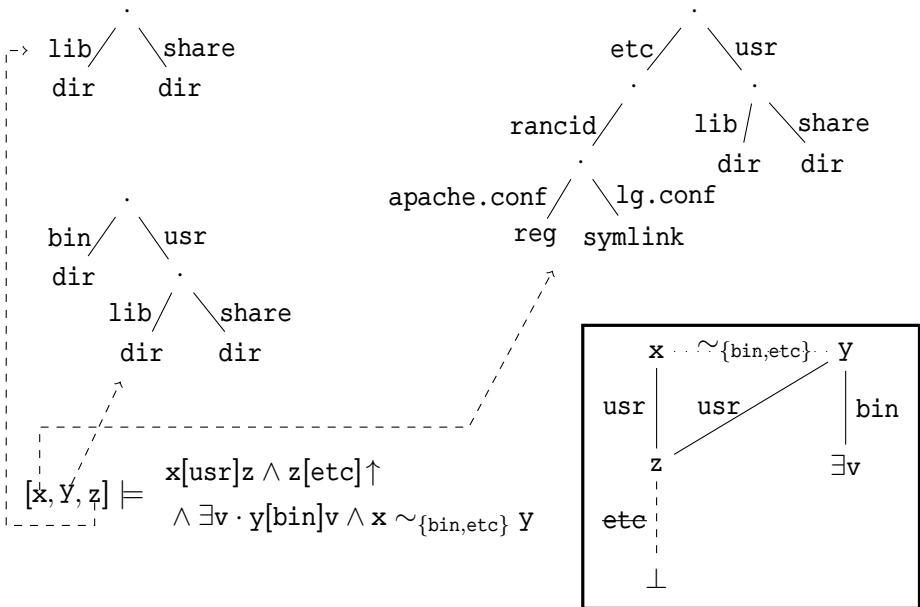 lib share
dir dir
etc usr
rancid lib share
dir dir
apache.conf lg.conf
reg symlink
bin usr
dir
lib share
dir dir
[x, y, z] ⊨ x[usr]z ∧ z[etc]↑
∧ ∃v · y[bin]v ∧ x ∼{bin,etc} y
x ∼{bin,etc} y
usr usr bin
z ∃v
etc
⊥